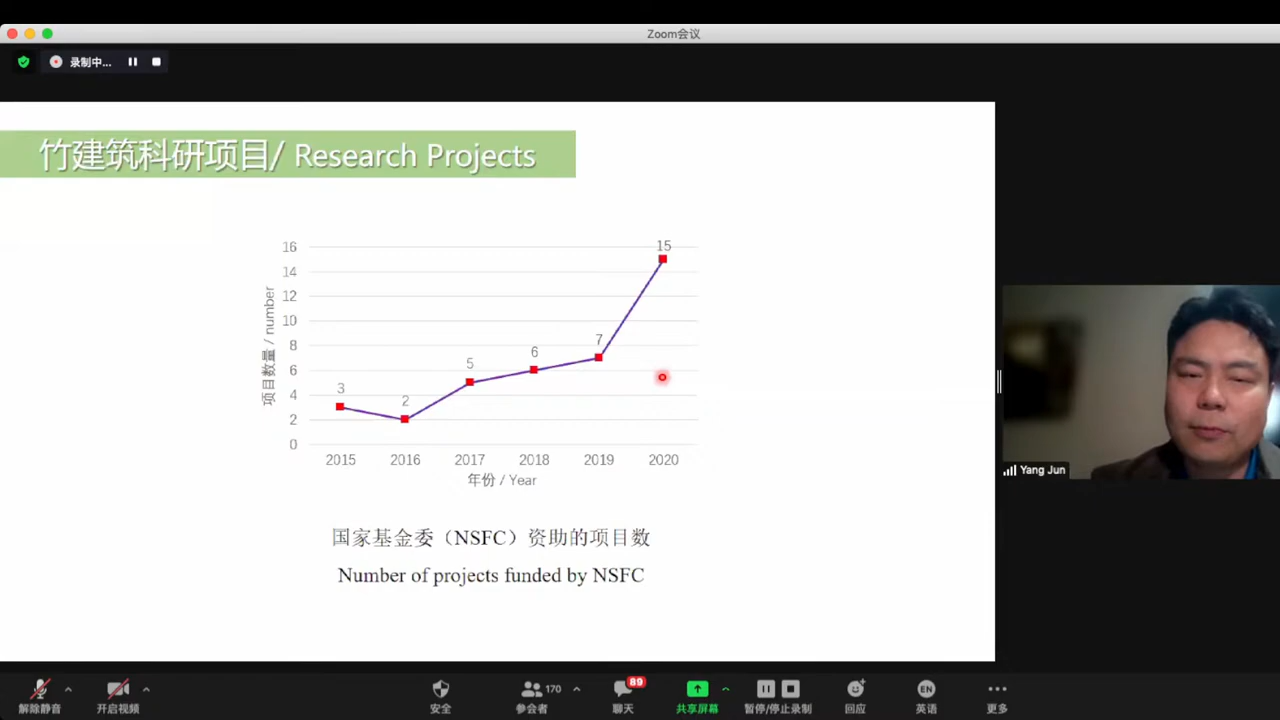 Zoom会议
录制中...
竹建筑科研项目/ Research Projects
16
14
12
10
8
6
4
2
0
项目数量 / number
3
2
5
6
7
15
2015 2016 2017 2018 2019 2020
年份 / Year
国家基金委（NSFC）资助的项目数
Number of projects funded by NSFC
Yang Jun
解除静音
开启视频
安全
170
参会者
89
聊天
共享屏幕
暂停/停止录制
回应
EN
英语
更多